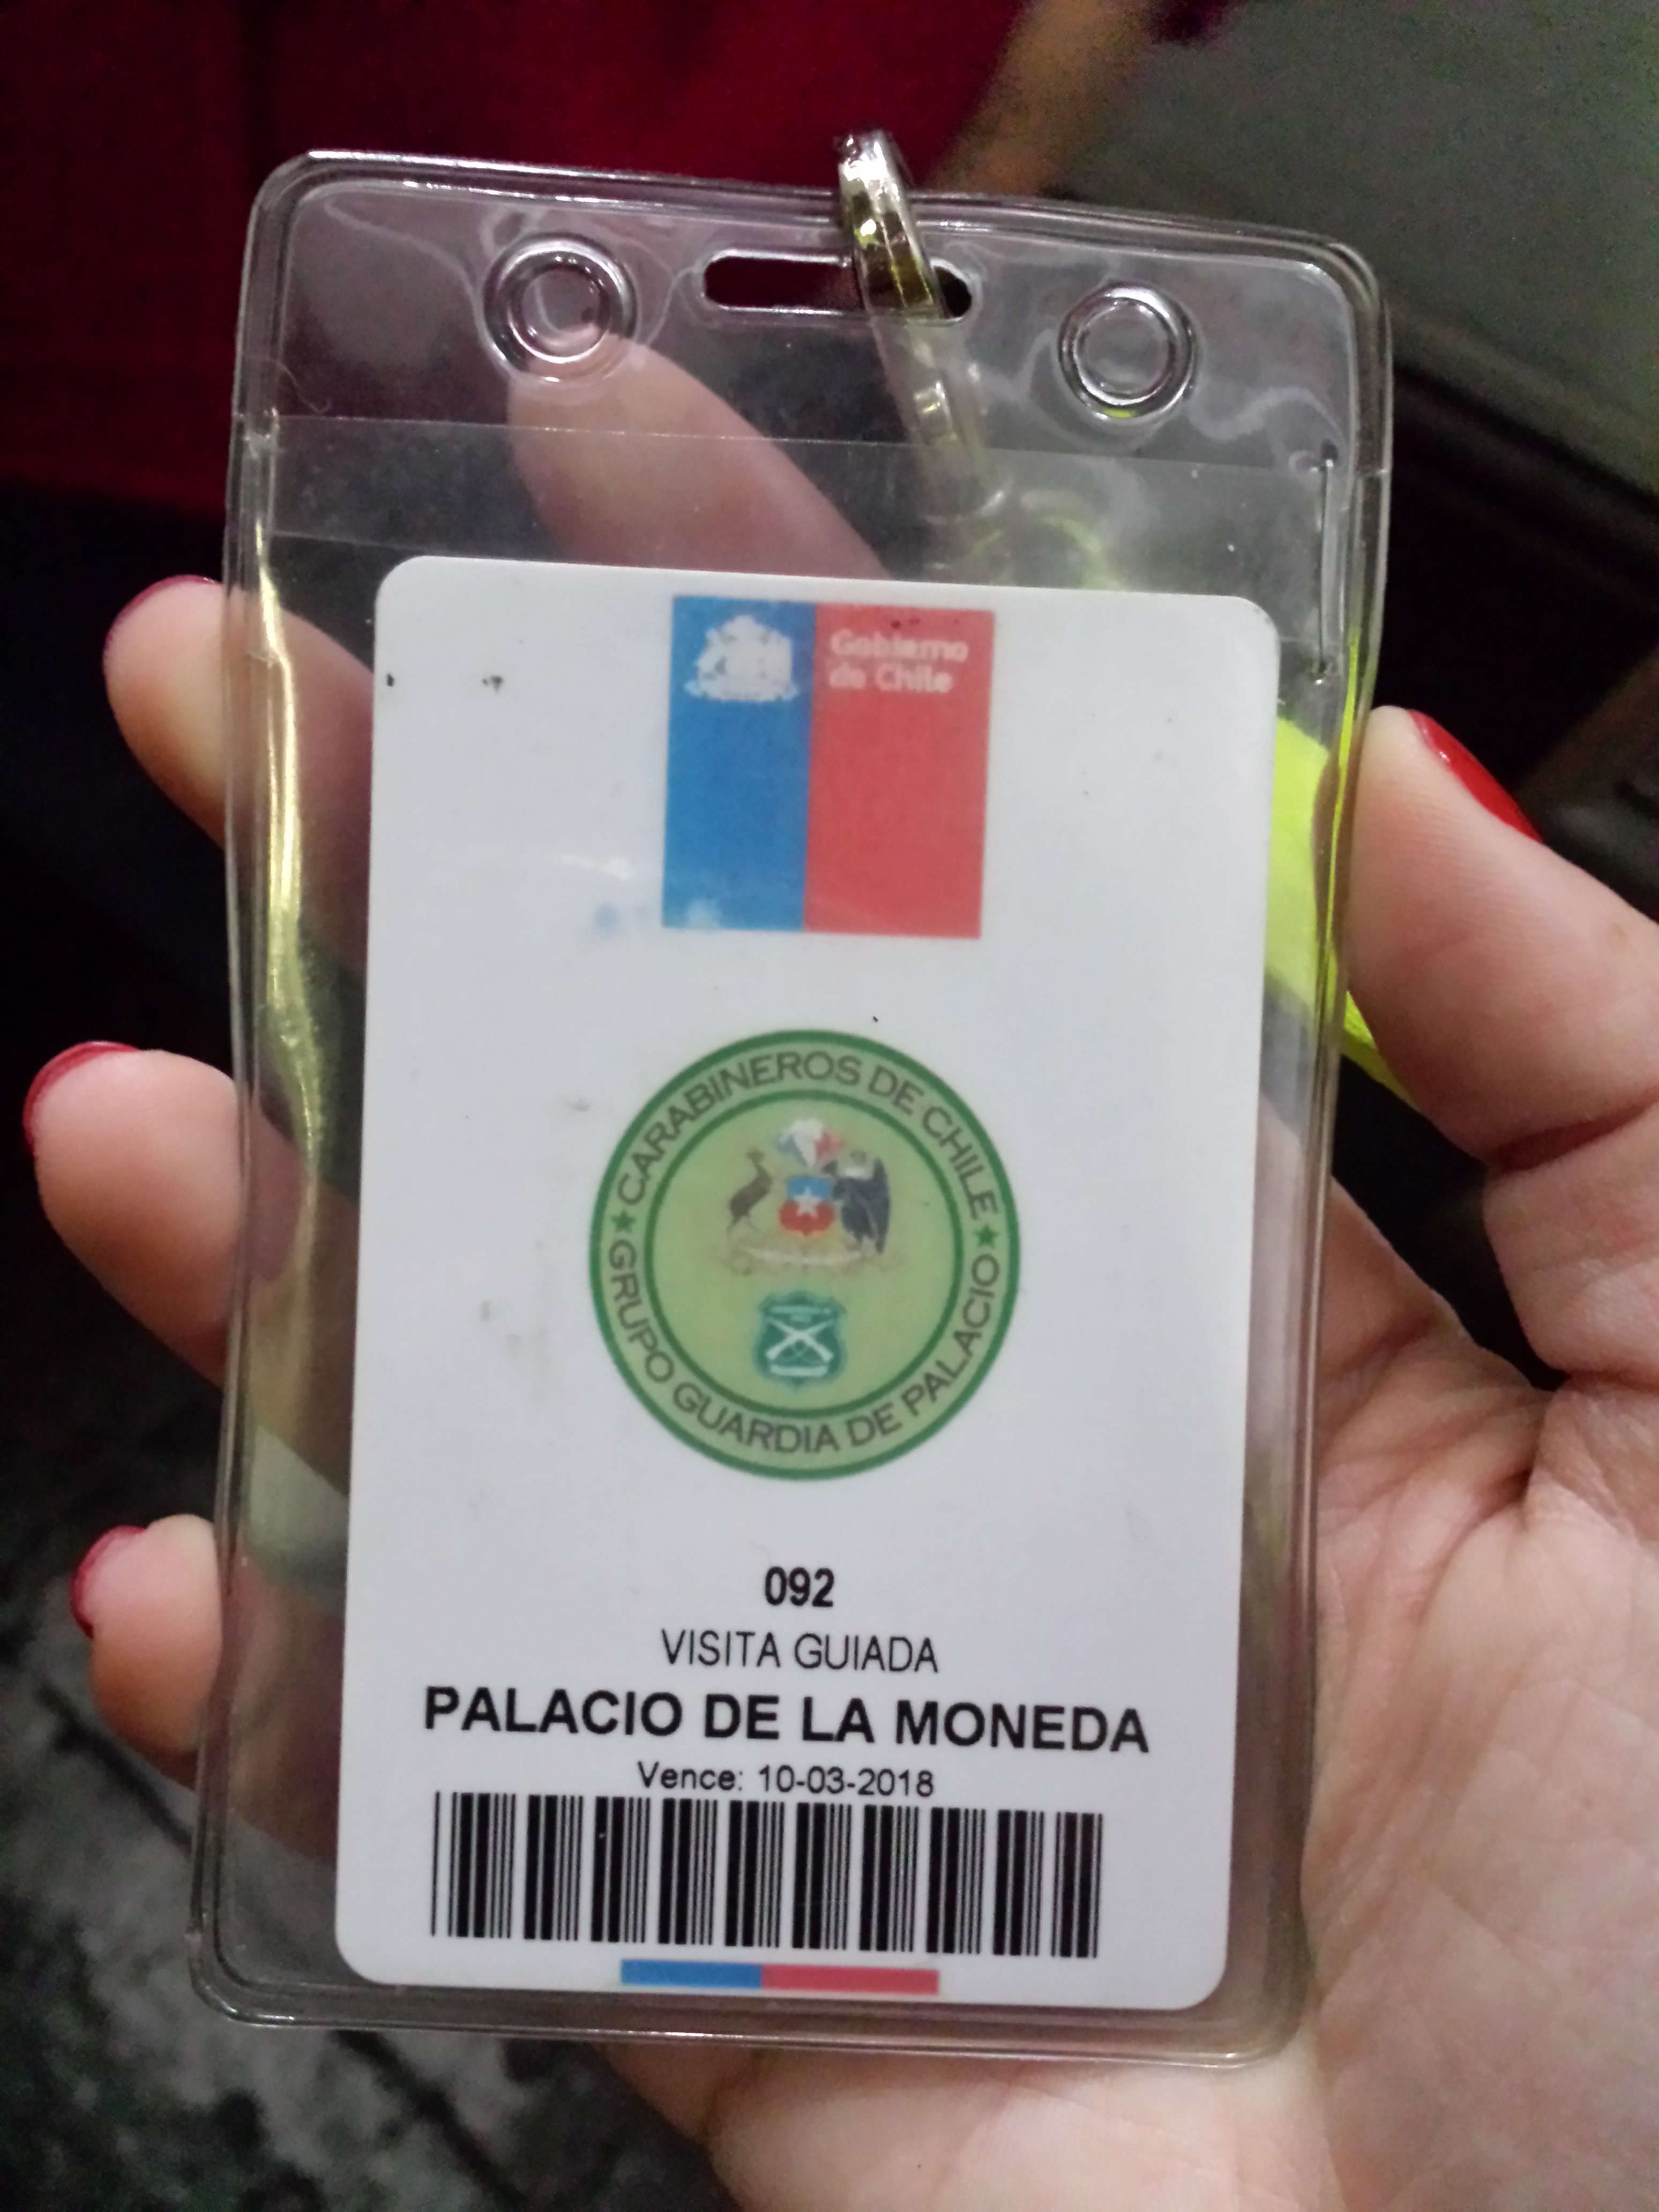 Gobierno
de Chile
CARABINEROS DE CHILE
GRUPO GUARDIA DE PALACIO
092
VISITA GUIADA
PALACIO DE LA MONEDA
Vence: 10-03-2018